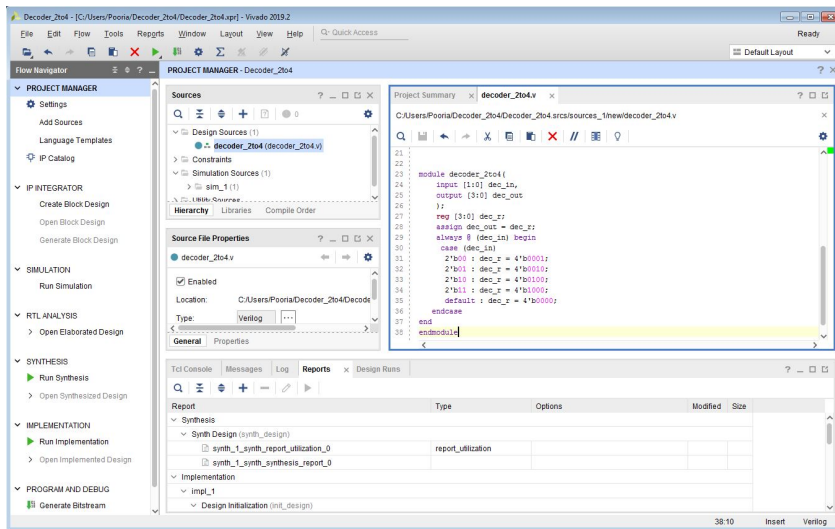 Decoder_2to4 - [C:/Users/Pooria/Decoder_2to4/Decoder_2to4.xpr] - Vivado 2019.2
File Edit Flow Tools Reports Window Layout View Help Q- Quick Access Ready
Default Layout
Flow Navigator
PROJECT MANAGER
Settings
Add Sources
Language Templates
IP Catalog
IP INTEGRATOR
Create Block Design
Open Block Design
Generate Block Design
SIMULATION
Run Simulation
RTL ANALYSIS
Open Elaborated Design
SYNTHESIS
Run Synthesis
Open Synthesized Design
IMPLEMENTATION
Run Implementation
Open Implemented Design
PROGRAM AND DEBUG
Generate Bitstream
PROJECT MANAGER - Decoder_2to4
Sources
0
Design Sources (1)
decoder_2to4 (decoder_2to4.v)
Constraints
Simulation Sources (1)
sim_1 (1)
Utility Sources
Hierarchy Libraries Compile Order
Source File Properties
decoder_2to4.v
Enabled
Location: C:/Users/Pooria/Decoder_2to4/Decode
Type: Verilog
General Properties
Project Summary decoder_2to4.v
C:/Users/Pooria/Decoder_2to4/Decoder_2to4.srcs/sources_1/new/decoder_2to4.v
21
22
23 module decoder_2to4(
24 input [1:0] dec_in,
25 output [3:0] dec_out
26 );
27 reg [3:0] dec_r;
28 assign dec_out = dec_r;
29 always @ (dec_in) begin
30 case (dec_in)
31 2'b00 : dec_r = 4'b0001;
32 2'b01 : dec_r = 4'b0010;
33 2'b10 : dec_r = 4'b0100;
34 2'b11 : dec_r = 4'b1000;
35 default : dec_r = 4'b0000;
36 endcase
37 end
38 endmodule
Tcl Console Messages Log Reports Design Runs
Report Type Options Modified Size
Synthesis
Synth Design (synth_design)
synth_1_synth_report_utilization_0 report_utilization
synth_1_synth_synthesis_report_0
Implementation
impl_1
Design Initialization (init_design)
38:10 Insert Verilog